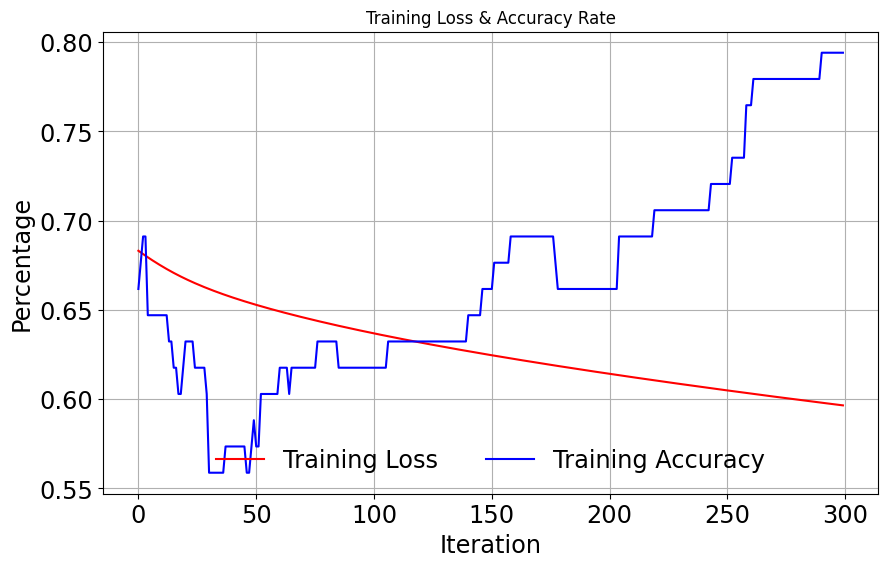 Training Loss & Accuracy Rate
0.80
0.75
0.70
0.65
0.60
0.55
Percentage
Training Loss Training Accuracy
0 50 100 150 200 250 300
Iteration